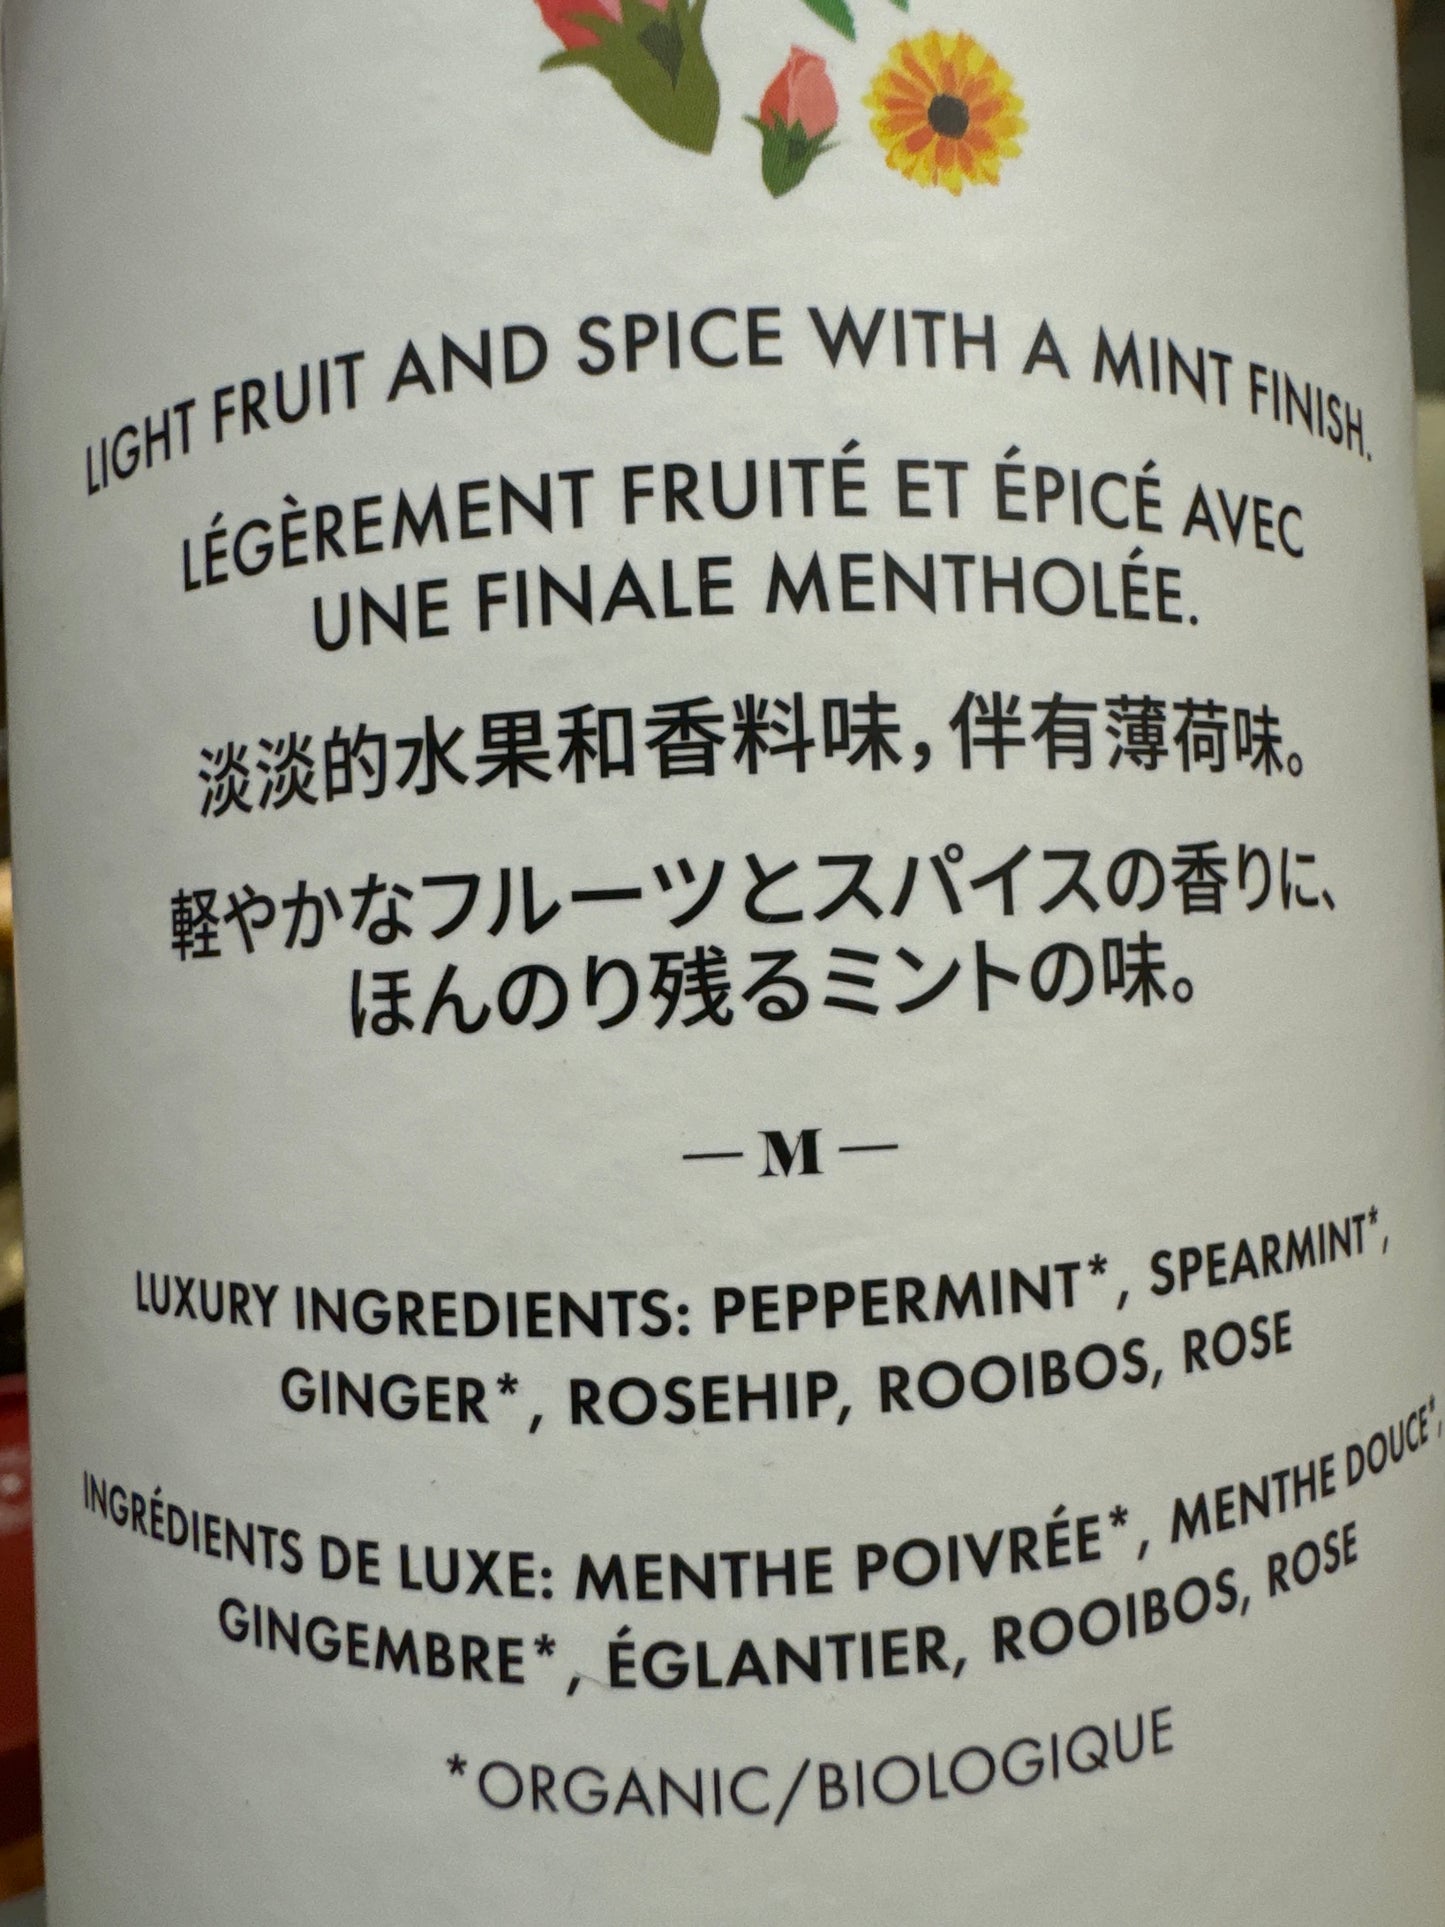 LIGHT FRUIT AND SPICE WITH A MINT FINISH.
LÉGÈREMENT FRUITÉ ET ÉPICÉ AVEC
UNE FINALE MENTHOLÉE.
淡淡的水果和香料味，伴有薄荷味。
軽やかなフルーツとスパイスの香りに、
ほんのり残るミントの味。
— M —
LUXURY INGREDIENTS: PEPPERMINT*, SPEARMINT*,
GINGER*, ROSEHIP, ROOIBOS, ROSE
INGRÉDIENTS DE LUXE: MENTHE POIVRÉE*, MENTHE DOUCE*,
GINGEMBRE*, ÉGLANTIER, ROOIBOS, ROSE
*ORGANIC/BIOLOGIQUE